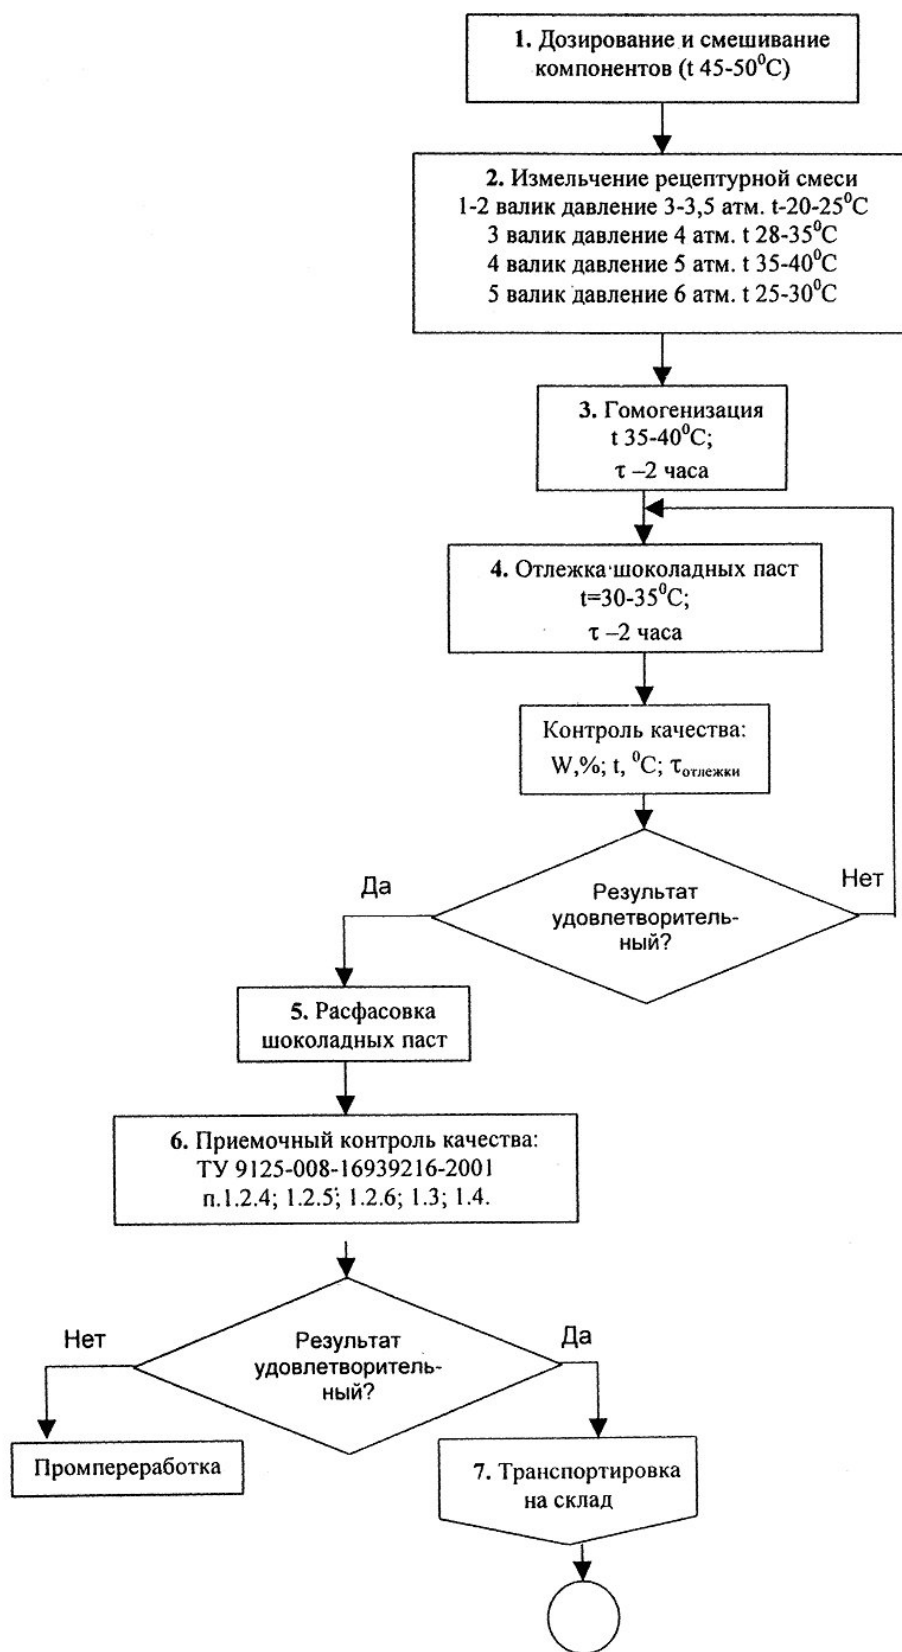 1. Дозирование и смешивание
компонентов (t 45-50⁰С)
2. Измельчение рецептурной смеси
1-2 валик давление 3-3,5 атм. t-20-25⁰С
3 валик давление 4 атм. t 28-35⁰С
4 валик давление 5 атм. t 35-40⁰С
5 валик давление 6 атм. t 25-30⁰С
3. Гомогенизация
t 35-40⁰С;
τ –2 часа
4. Отлежка шоколадных паст
t=30-35⁰С;
τ –2 часа
Контроль качества:
W,%; t, ⁰С; τотлежки
Да
Нет
Результат
удовлетворитель-
ный?
5. Расфасовка
шоколадных паст
6. Приемочный контроль качества:
ТУ 9125-008-16939216-2001
п.1.2.4; 1.2.5; 1.2.6; 1.3; 1.4.
Нет
Да
Результат
удовлетворитель-
ный?
Промпереработка
7. Транспортировка
на склад